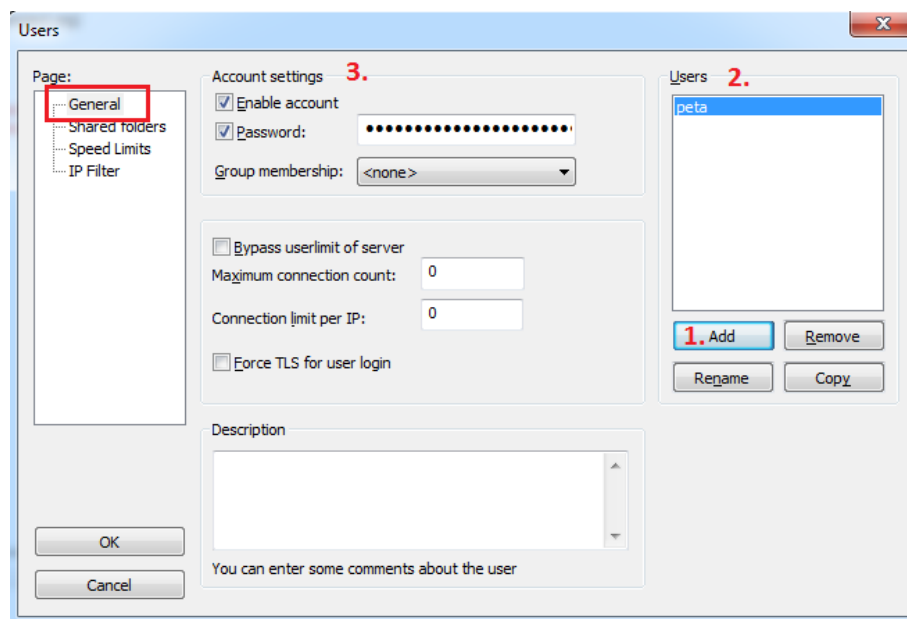 Users
Page:
General
Shared folders
Speed Limits
IP Filter
OK
Cancel
Account settings 3.
Enable account
Password:
Group membership: <none>
Bypass userlimit of server
Maximum connection count: 0
Connection limit per IP: 0
Force TLS for user login
Description
You can enter some comments about the user
Users 2.
peta
1. Add
Remove
Rename
Copy